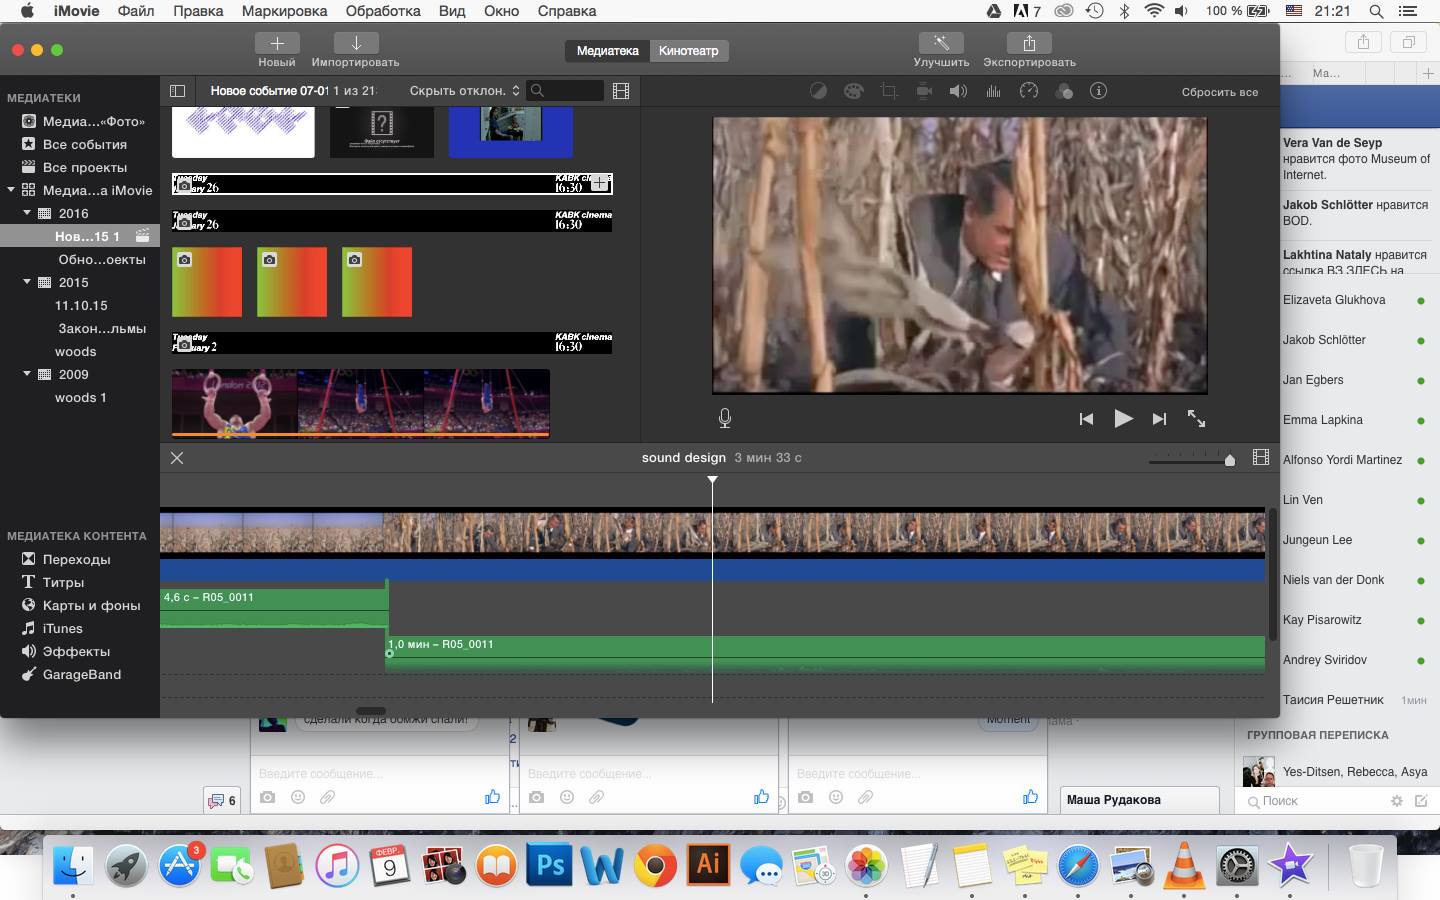 iMovie Файл Правка Маркировка Обработка Вид Окно Справка
7 100 % 21:21
Новый Импортировать
Медиатека Кинотеатр
Улучшить Экспортировать
МЕДИАТЕКИ
Медиа...«Фото»
Все события
Все проекты
Медиа...а iMovie
2016
Нов...15 1
Обно...оекты
2015
11.10.15
Закон...льмы
woods
2009
woods 1
МЕДИАТЕКА КОНТЕНТА
Переходы
Титры
Карты и фоны
iTunes
Эффекты
GarageBand
Новое событие 07-01 1 из 21
Скрыть отклон.
Сбросить все
26 KABK cinema
16:30
Tuesday KABK cinema
26 16:30
Tuesday KABK cinema
2 16:30
sound design 3 мин 33 с
4,6 с – R05_0011
1,0 мин – R05_0011
Ма...
Vera Van de Seyp
нравится фото Museum of
Internet.
Jakob Schlötter нравится
BOD.
Lakhtina Nataly нравится
ссылка ВЗ ЗДЕСЬ на
Elizaveta Glukhova
Jakob Schlötter
Jan Egbers
Emma Lapkina
Alfonso Yordi Martinez
Lin Ven
Jungeun Lee
Niels van der Donk
Kay Pisarowitz
Andrey Sviridov
Таисия Решетник 1мин
ГРУППОВАЯ ПЕРЕПИСКА
Yes-Ditsen, Rebecca, Asya
Поиск
сделали когда бомжи спали!
Moment
Введите сообщение...
Введите сообщение...
Введите сообщение...
6
Маша Рудакова
3
ФЕВР.
9
Ps
Ai